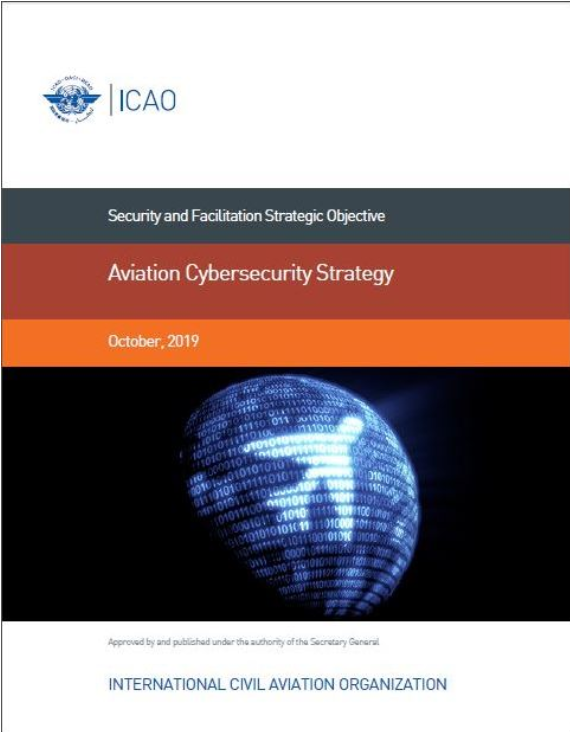 ICAO
Security and Facilitation Strategic Objective
Aviation Cybersecurity Strategy
October, 2019
Approved by and published under the authority of the Secretary General
INTERNATIONAL CIVIL AVIATION ORGANIZATION